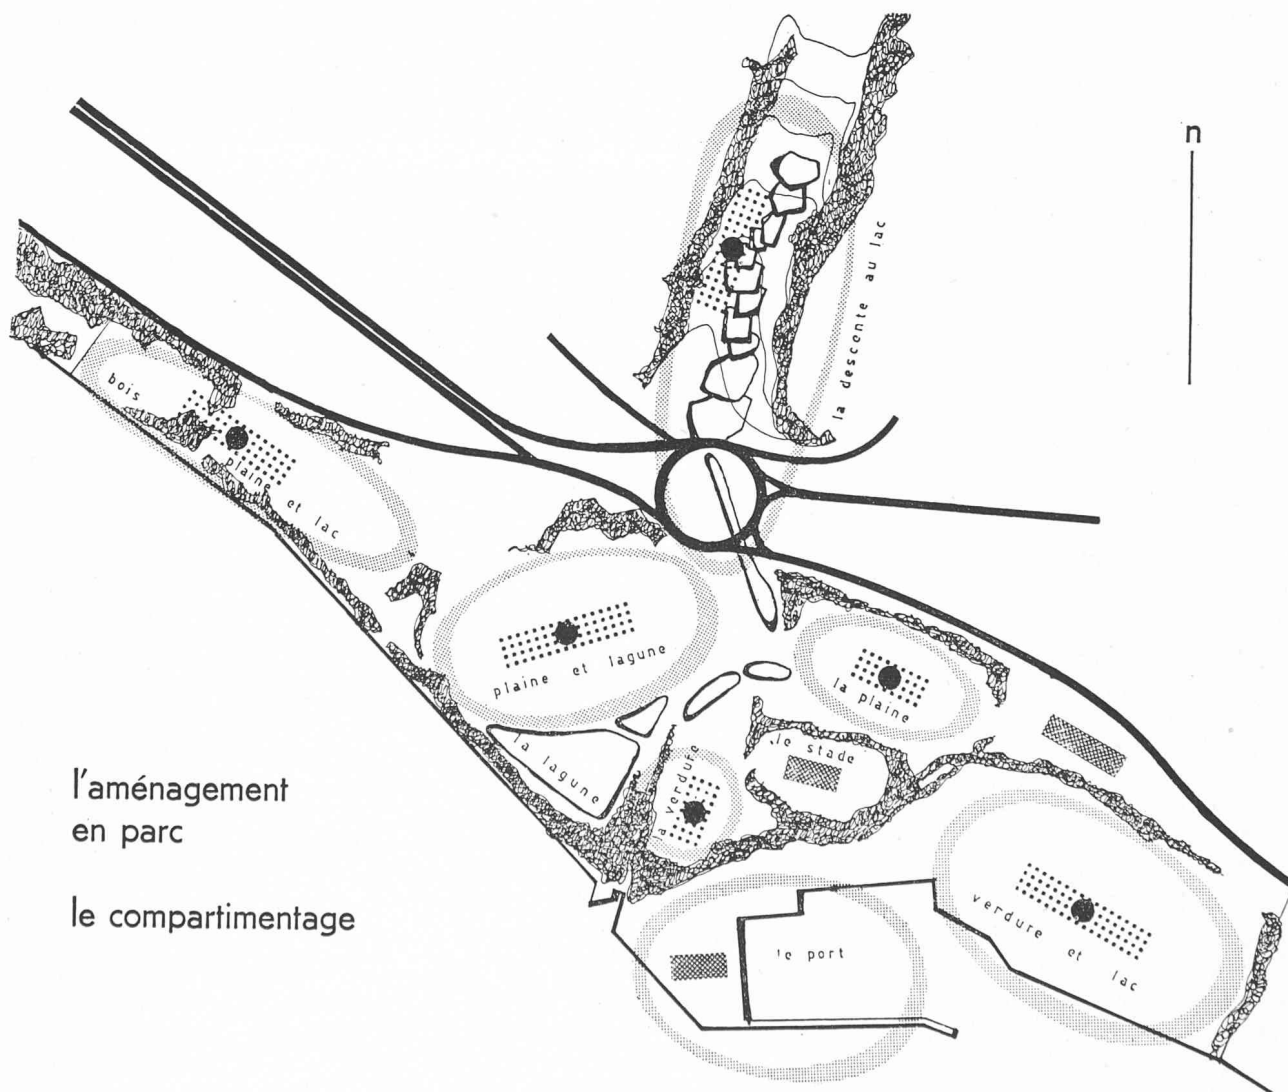 n
la descente au lac
bois
plaine et lac
plaine et lagune
la plaine
la lagune
le stade
la verdure
verdure et lac
le port
l'aménagement
en parc
le compartimentage